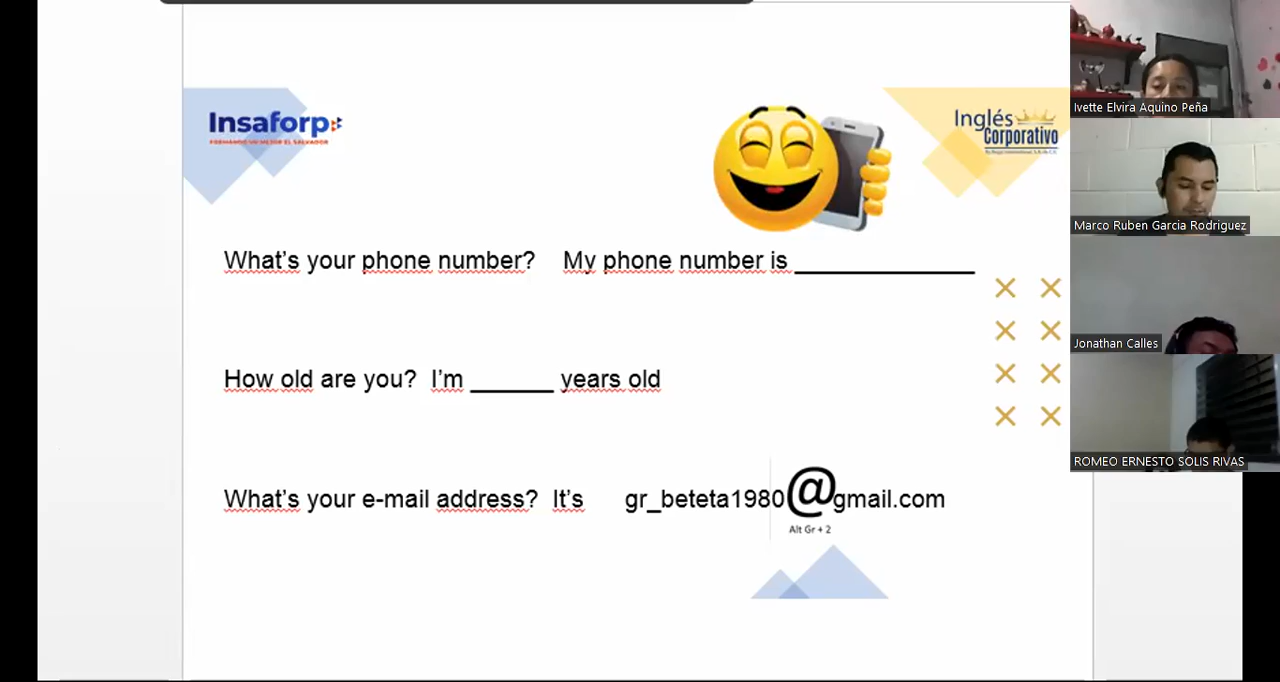 Insaforp
FORMANDO UN MEJOR EL SALVADOR
Inglés
Corporativo
What's your phone number? My phone number is
How old are you? I'm ______ years old
What's your e-mail address? It's gr_beteta1980@gmail.com
Alt Gr + 2
Ivette Elvira Aquino Peña
Marco Ruben Garcia Rodriguez
Jonathan Calles
ROMEO ERNESTO SOLIS RIVAS